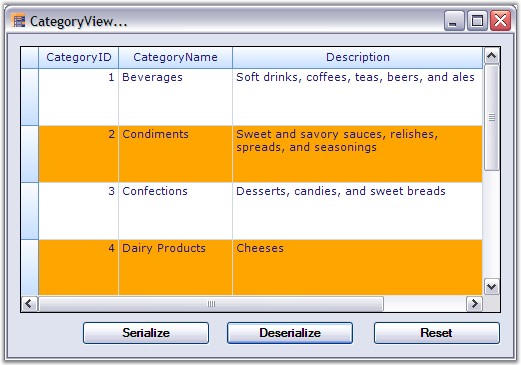 CategoryView...
CategoryID CategoryName Description
1 Beverages Soft drinks, coffees, teas, beers, and ales
2 Condiments Sweet and savory sauces, relishes,
spreads, and seasonings
3 Confections Desserts, candies, and sweet breads
4 Dairy Products Cheeses
Serialize Deserialize Reset